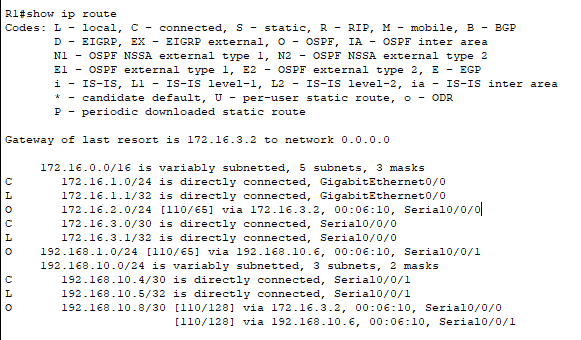 R1#show ip route
Codes: L - local, C - connected, S - static, R - RIP, M - mobile, B - BGP
       D - EIGRP, EX - EIGRP external, O - OSPF, IA - OSPF inter area
       N1 - OSPF NSSA external type 1, N2 - OSPF NSSA external type 2
       E1 - OSPF external type 1, E2 - OSPF external type 2, E - EGP
       i - IS-IS, L1 - IS-IS level-1, L2 - IS-IS level-2, ia - IS-IS inter area
       * - candidate default, U - per-user static route, o - ODR
       P - periodic downloaded static route
Gateway of last resort is 172.16.3.2 to network 0.0.0.0
     172.16.0.0/16 is variably subnetted, 5 subnets, 3 masks
C       172.16.1.0/24 is directly connected, GigabitEthernet0/0
L       172.16.1.1/32 is directly connected, GigabitEthernet0/0
O       172.16.2.0/24 [110/65] via 172.16.3.2, 00:06:10, Serial0/0/0
C       172.16.3.0/30 is directly connected, Serial0/0/0
L       172.16.3.1/32 is directly connected, Serial0/0/0
O    192.168.1.0/24 [110/65] via 192.168.10.6, 00:06:10, Serial0/0/1
     192.168.10.0/24 is variably subnetted, 3 subnets, 2 masks
C       192.168.10.4/30 is directly connected, Serial0/0/1
L       192.168.10.5/32 is directly connected, Serial0/0/1
O       192.168.10.8/30 [110/128] via 172.16.3.2, 00:06:10, Serial0/0/0
                        [110/128] via 192.168.10.6, 00:06:10, Serial0/0/1